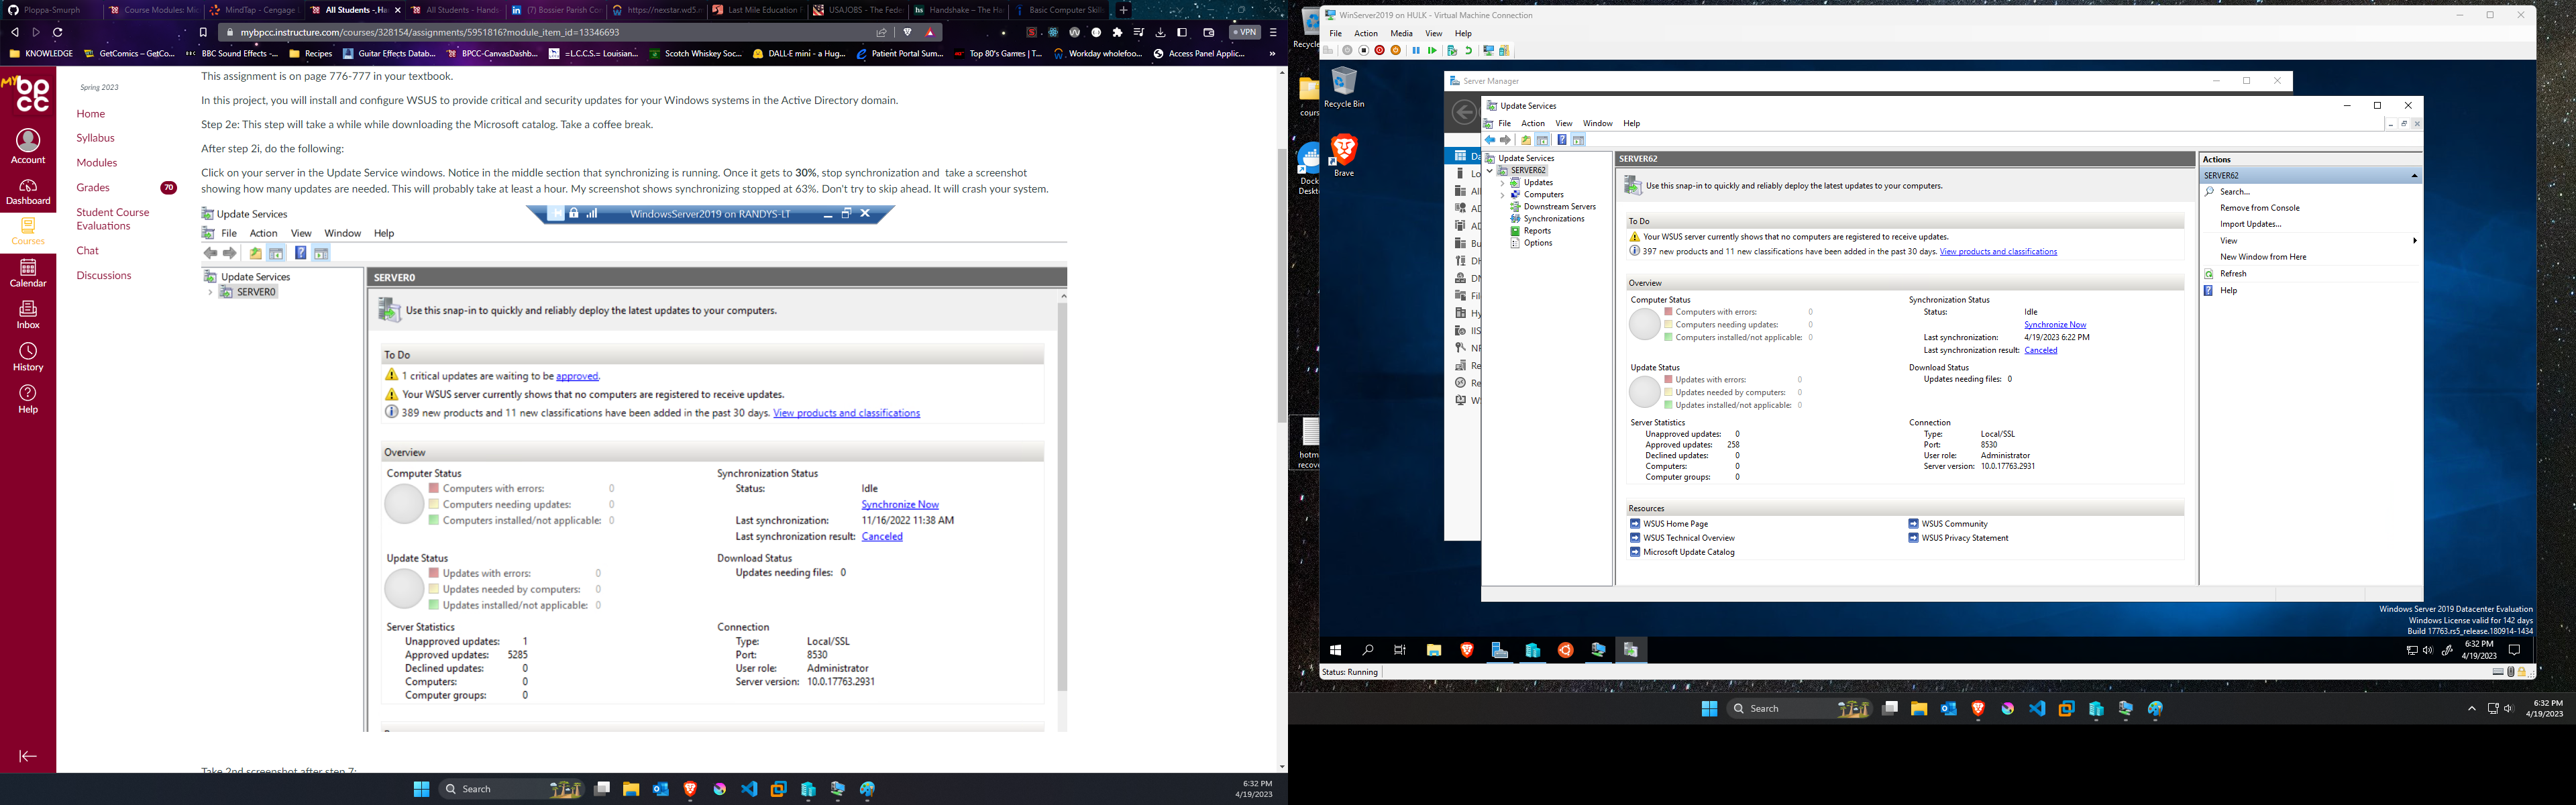 Ploppa-Smurph
Course Modules: Mi
MindTap - Cengage
All Students -, Ha
All Students - Hands
(7) Bossier Parish Co
https://nexstar.wd5.
Last Mile Education
USAJOBS - The Fede
Handshake – The Ha
Basic Computer Skills
mybpcc.instructure.com/courses/328154/assignments/5951816?module_item_id=13346693
VPN
KNOWLEDGE
GetComics – GetCo...
BBC Sound Effects -...
Recipes
Guitar Effects Datab...
BPCC-CanvasDashb...
=L.C.C.S.= Louisian...
Scotch Whiskey Soc...
DALL·E mini - a Hug...
Patient Portal Sum...
Top 80's Games | T...
Workday wholefoo...
Access Panel Applic...
MY
bp
cc
Account
Dashboard
Courses
Calendar
Inbox
History
Help
Spring 2023
Home
Syllabus
Modules
Grades 70
Student Course
Evaluations
Chat
Discussions
This assignment is on page 776-777 in your textbook.
In this project, you will install and configure WSUS to provide critical and security updates for your Windows systems in the Active Directory domain.
Step 2e: This step will take a while while downloading the Microsoft catalog. Take a coffee break.
After step 2i, do the following:
Click on your server in the Update Service windows. Notice in the middle section that synchronizing is running. Once it gets to 30%, stop synchronization and take a screenshot
showing how many updates are needed. This will probably take at least a hour. My screenshot shows synchronizing stopped at 63%. Don't try to skip ahead. It will crash your system.
Update Services
WindowsServer2019 on RANDYS-LT
File Action View Window Help
Update Services
SERVER0
SERVER0
Use this snap-in to quickly and reliably deploy the latest updates to your computers.
To Do
1 critical updates are waiting to be approved.
Your WSUS server currently shows that no computers are registered to receive updates.
389 new products and 11 new classifications have been added in the past 30 days. View products and classifications
Overview
Computer Status
Computers with errors: 0
Computers needing updates: 0
Computers installed/not applicable: 0
Synchronization Status
Status: Idle
Synchronize Now
Last synchronization: 11/16/2022 11:38 AM
Last synchronization result: Canceled
Update Status
Updates with errors: 0
Updates needed by computers: 0
Updates installed/not applicable: 0
Download Status
Updates needing files: 0
Server Statistics
Unapproved updates: 1
Approved updates: 5285
Declined updates: 0
Computers: 0
Computer groups: 0
Connection
Type: Local/SSL
Port: 8530
User role: Administrator
Server version: 10.0.17763.2931
Take 2nd screenshot after step 7:
Search
6:32 PM
4/19/2023
Recycle
cours
Dock
Deskt
hotm
recov
WinServer2019 on HULK - Virtual Machine Connection
File Action Media View Help
Recycle Bin
Brave
Server Manager
Da
Lo
All
AD
AD
Bu
DH
DN
Fil
Hy
IIS
NP
Re
Re
WS
Update Services
File Action View Window Help
Update Services
SERVER62
Updates
Computers
Downstream Servers
Synchronizations
Reports
Options
SERVER62
Use this snap-in to quickly and reliably deploy the latest updates to your computers.
To Do
Your WSUS server currently shows that no computers are registered to receive updates.
397 new products and 11 new classifications have been added in the past 30 days. View products and classifications
Overview
Computer Status
Computers with errors: 0
Computers needing updates: 0
Computers installed/not applicable: 0
Synchronization Status
Status: Idle
Synchronize Now
Last synchronization: 4/19/2023 6:22 PM
Last synchronization result: Canceled
Update Status
Updates with errors: 0
Updates needed by computers: 0
Updates installed/not applicable: 0
Download Status
Updates needing files: 0
Server Statistics
Unapproved updates: 0
Approved updates: 258
Declined updates: 0
Computers: 0
Computer groups: 0
Connection
Type: Local/SSL
Port: 8530
User role: Administrator
Server version: 10.0.17763.2931
Resources
WSUS Home Page
WSUS Technical Overview
Microsoft Update Catalog
WSUS Community
WSUS Privacy Statement
Actions
SERVER62
Search...
Remove from Console
Import Updates...
View
New Window from Here
Refresh
Help
Windows Server 2019 Datacenter Evaluation
Windows License valid for 142 days
Build 17763.rs5_release.180914-1434
6:32 PM
4/19/2023
Status: Running
Search
6:32 PM
4/19/2023